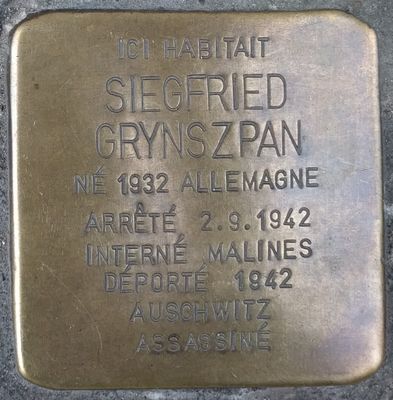 ICI HABITAIT
SIEGFRIED
GRYNSZPAN
NÉ 1932 ALLEMAGNE
ARRÊTÉ 2.9.1942
INTERNÉ MALINES
DÉPORTÉ 1942
AUSCHWITZ
ASSASSINÉ